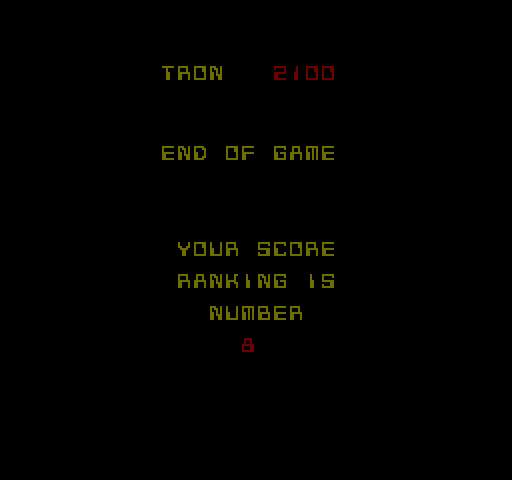 TRON 2100
END OF GAME
YOUR SCORE
RANKING IS
NUMBER
8